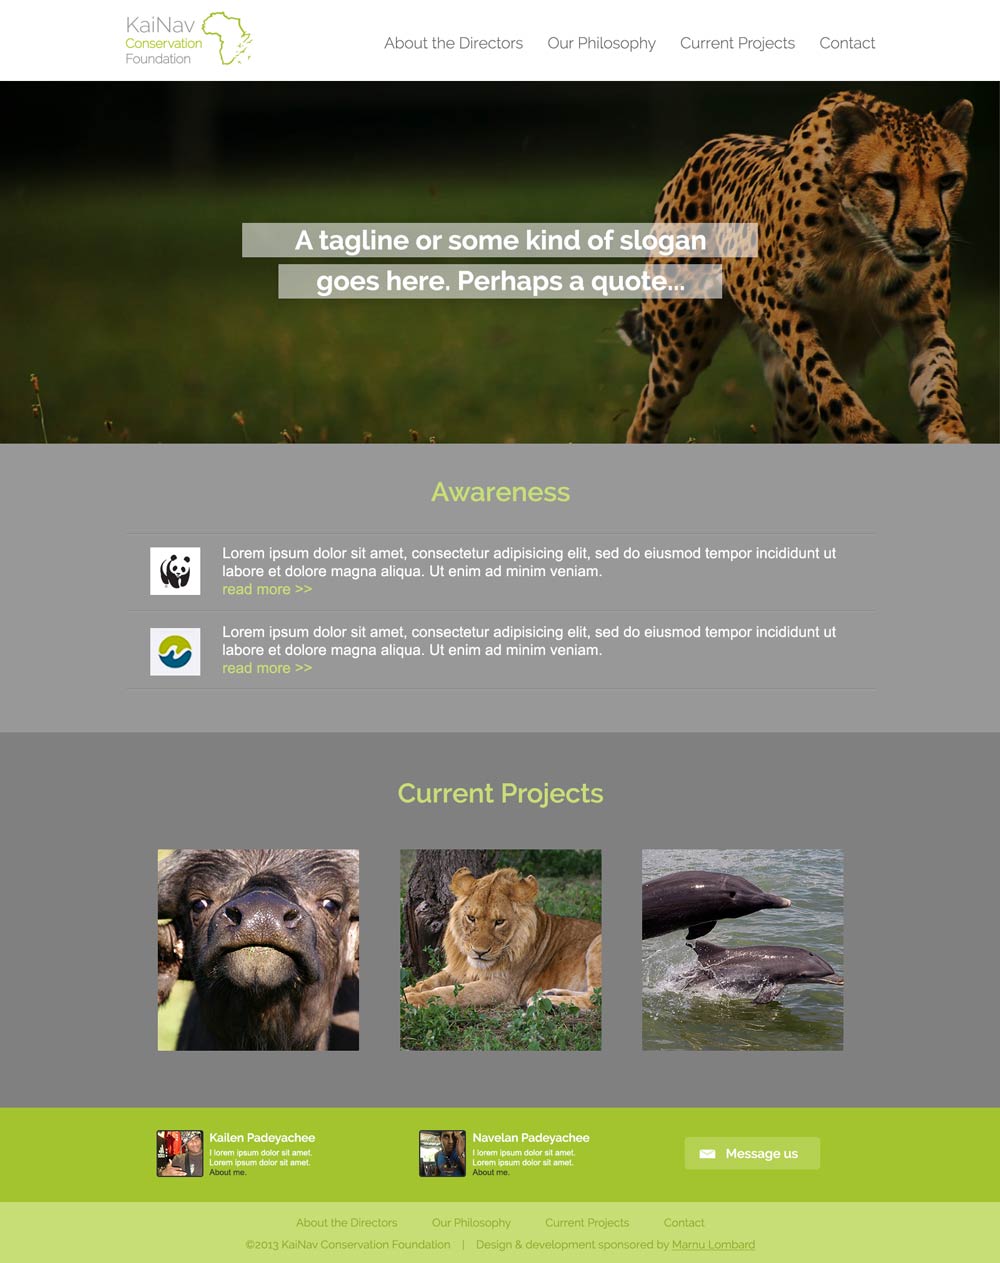 KaiNav
Conservation
Foundation
About the Directors Our Philosophy Current Projects Contact
A tagline or some kind of slogan
goes here. Perhaps a quote...
Awareness
Lorem ipsum dolor sit amet, consectetur adipisicing elit, sed do eiusmod tempor incididunt ut
labore et dolore magna aliqua. Ut enim ad minim veniam.
read more >>
Lorem ipsum dolor sit amet, consectetur adipisicing elit, sed do eiusmod tempor incididunt ut
labore et dolore magna aliqua. Ut enim ad minim veniam.
read more >>
Current Projects
Kailen Padeyachee
I lorem ipsum dolor sit amet.
Lorem ipsum dolor sit amet.
About me.
Navelan Padeyachee
I lorem ipsum dolor sit amet.
Lorem ipsum dolor sit amet.
About me.
Message us
About the Directors Our Philosophy Current Projects Contact
©2013 KaiNav Conservation Foundation | Design & development sponsored by Marnu Lombard